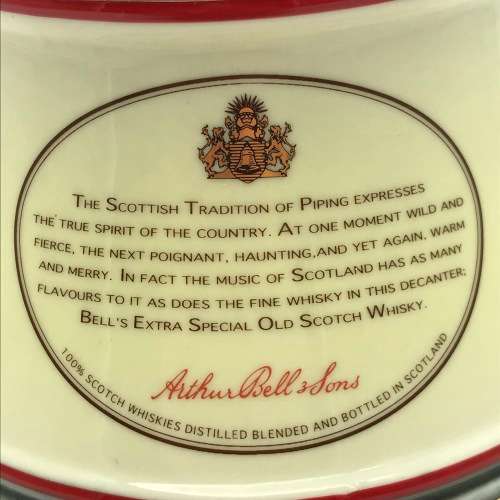 The Scottish Tradition of Piping expresses
the true spirit of the country. At one moment wild and
fierce, the next poignant, haunting,and yet again, warm
and merry. In fact the music of Scotland has as many
flavours to it as does the fine whisky in this decanter;
Bell's Extra Special Old Scotch Whisky.
Arthur Bell & Sons
100% SCOTCH WHISKIES DISTILLED BLENDED AND BOTTLED IN SCOTLAND